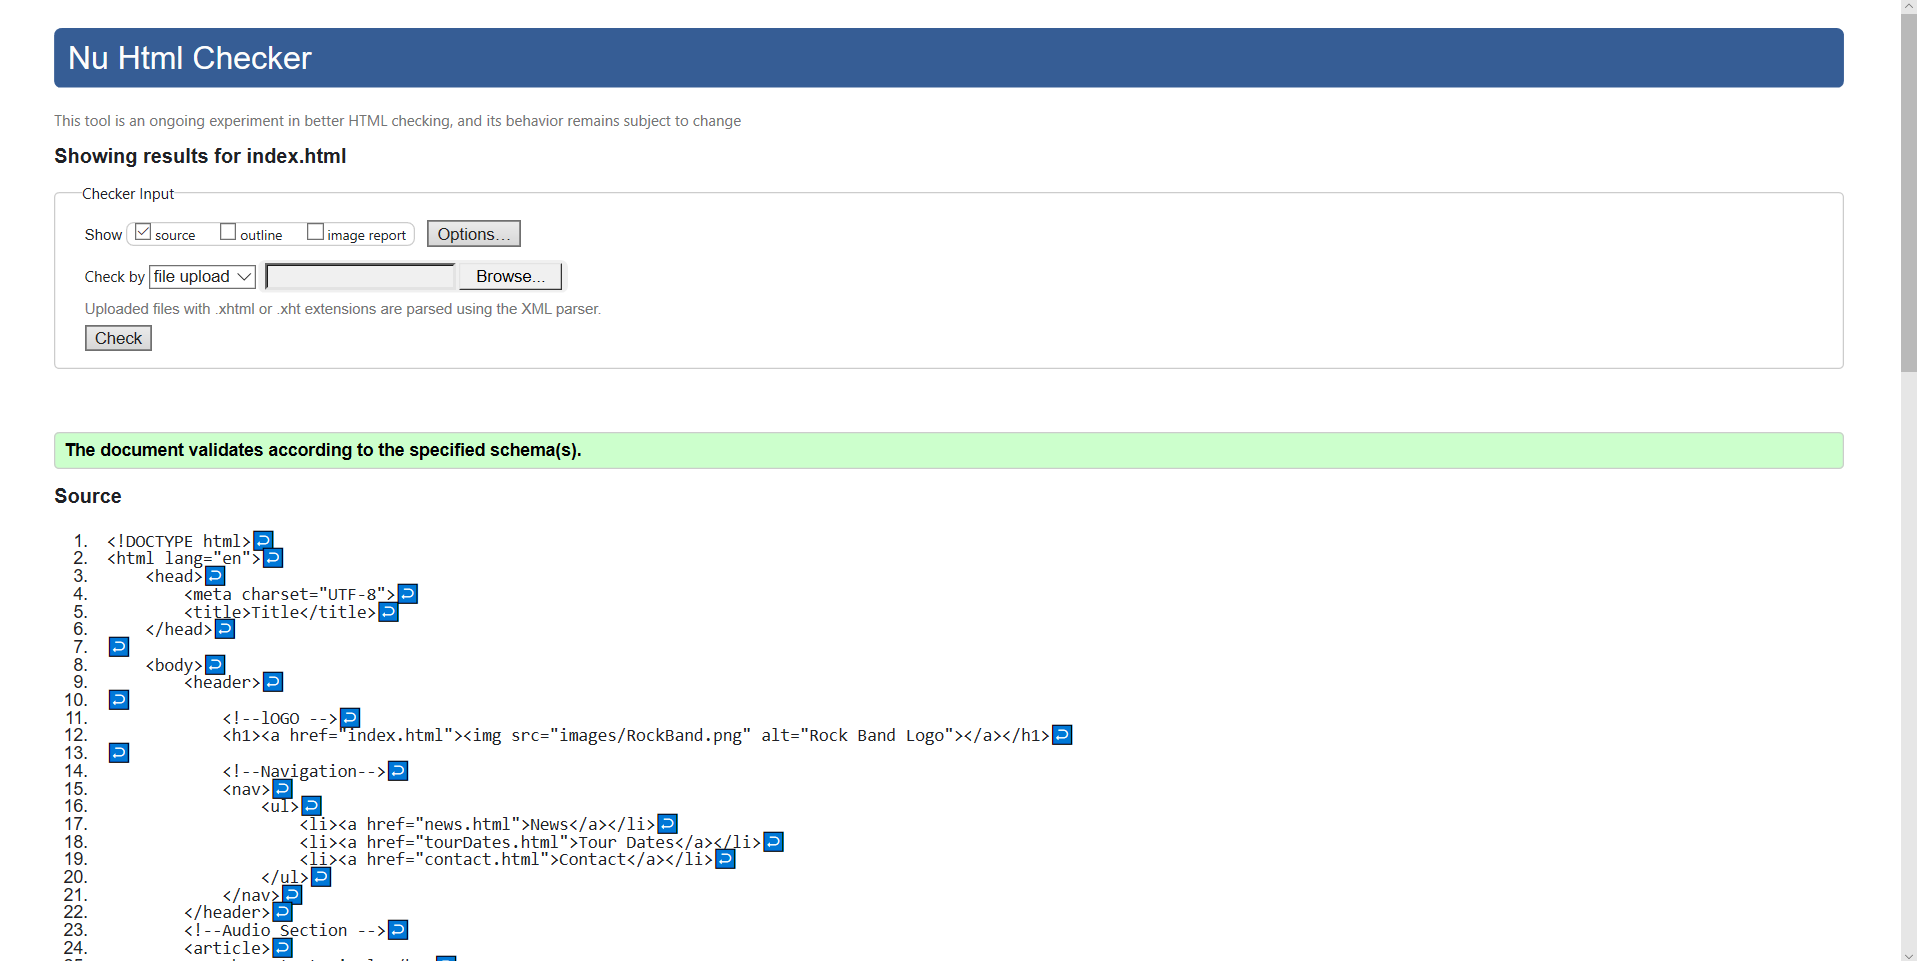 Nu Html Checker
This tool is an ongoing experiment in better HTML checking, and its behavior remains subject to change
Showing results for index.html
Checker Input
Show source outline image report Options...
Check by file upload Browse...
Uploaded files with .xhtml or .xht extensions are parsed using the XML parser.
Check
The document validates according to the specified schema(s).
Source
1. <!DOCTYPE html>↩
2. <html lang="en">↩
3. <head>↩
4. <meta charset="UTF-8">↩
5. <title>Title</title>↩
6. </head>↩
7. ↩
8. <body>↩
9. <header>↩
10. ↩
11. <!--lOGO -->↩
12. <h1><a href="index.html"><img src="images/RockBand.png" alt="Rock Band Logo"></a></h1>↩
13. ↩
14. <!--Navigation-->↩
15. <nav>↩
16. <ul>↩
17. <li><a href="news.html">News</a></li>↩
18. <li><a href="tourDates.html">Tour Dates</a></li>↩
19. <li><a href="contact.html">Contact</a></li>↩
20. </ul>↩
21. </nav>↩
22. </header>↩
23. <!--Audio Section -->↩
24. <article>↩